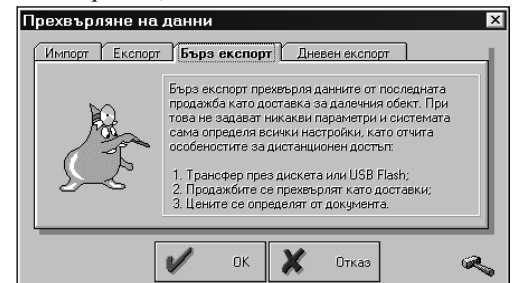 Прехвърляне на данни
Импорт Експорт Бърз експорт Дневен експорт
Бърз експорт прехвърля данните от последната
продажба като доставка за далечния обект. При
това не задават никакви параметри и системата
сама определя всички настройки, като отчита
особеностите за дистанционен достъп:
1. Трансфер през дискета или USB Flash;
2. Продажбите се прехвърлят като доставки;
3. Цените се определят от документа.
OK Отказ